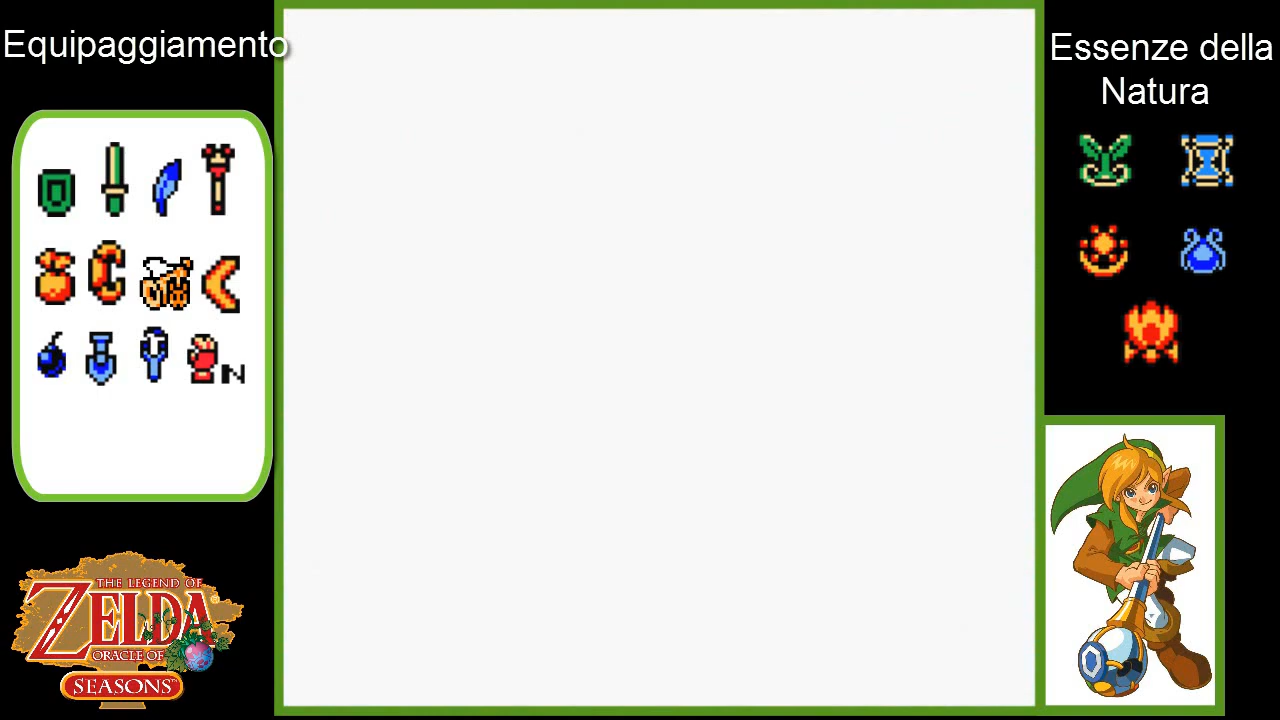 Equipaggiamento
Essenze della
Natura
N
THE LEGEND OF
ZELDA
ORACLE OF
SEASONS